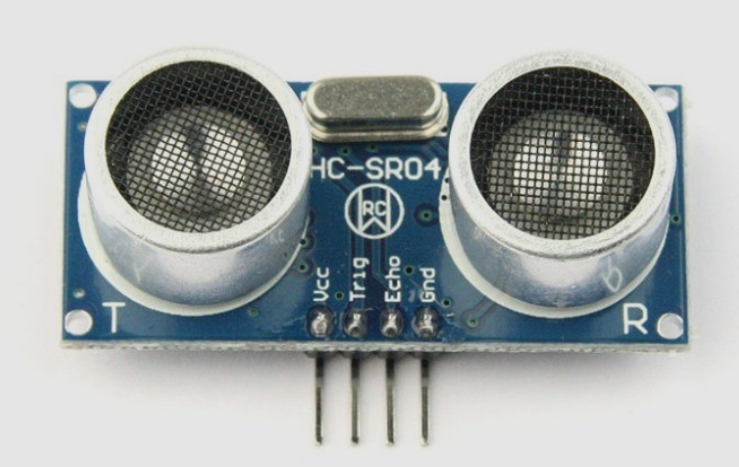 HC-SR04
RC
Vcc
Trig
Echo
Gnd
T
R